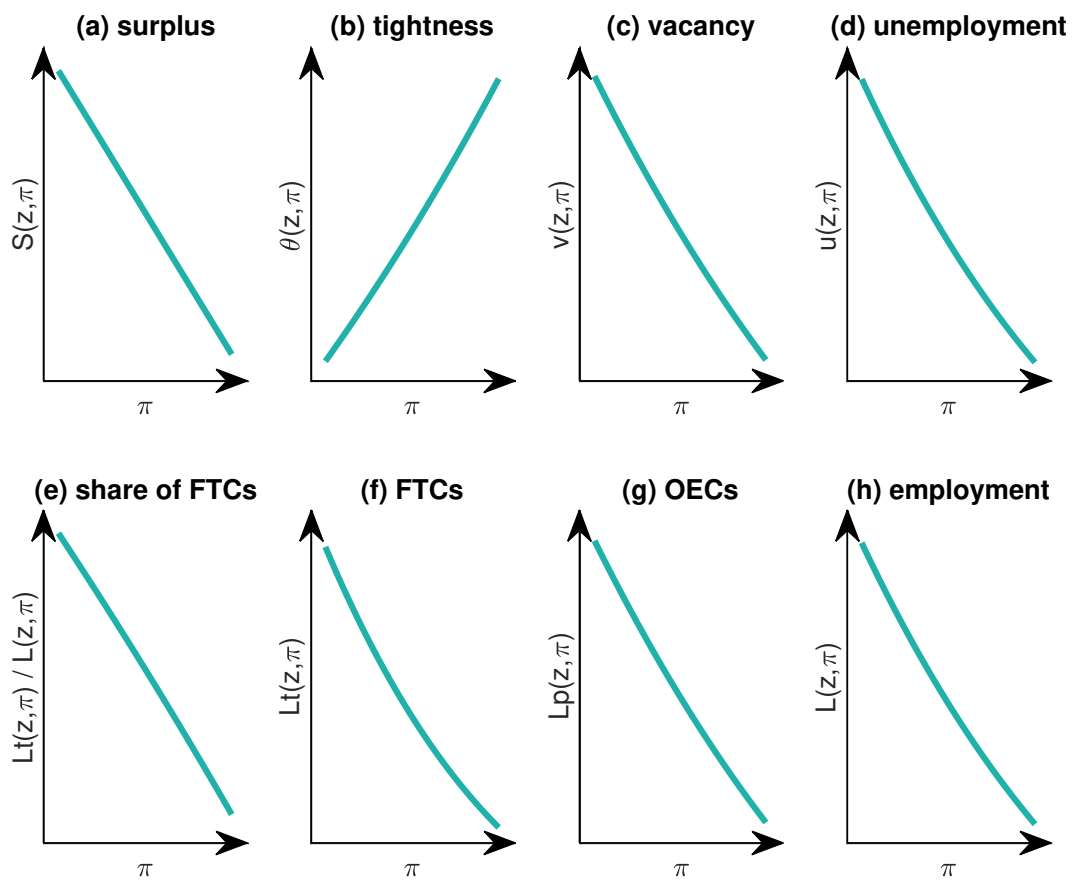 (a) surplus
(b) tightness
(c) vacancy
(d) unemployment
S(z,π)
θ(z,π)
v(z,π)
u(z,π)
π
π
π
π
(e) share of FTCs
(f) FTCs
(g) OECs
(h) employment
Lt(z,π) / L(z,π)
Lt(z,π)
Lp(z,π)
L(z,π)
π
π
π
π